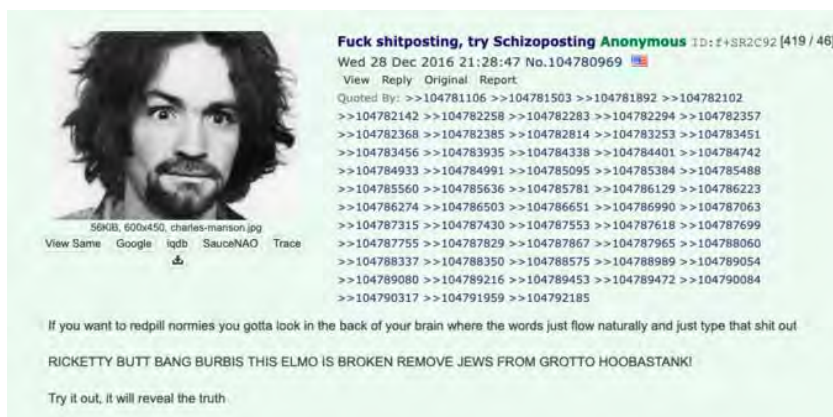 Fuck shitposting, try Schizoposting Anonymous ID:f+SR2C92 [419 / 46]
Wed 28 Dec 2016 21:28:47 No.104780969
View Reply Original Report
Quoted By: >>104781106 >>104781503 >>104781892 >>104782102
>>104782142 >>104782258 >>104782283 >>104782294 >>104782357
>>104782368 >>104782385 >>104782814 >>104783253 >>104783451
>>104783456 >>104783935 >>104784338 >>104784401 >>104784742
>>104784933 >>104784991 >>104785095 >>104785384 >>104785488
>>104785560 >>104785636 >>104785781 >>104786129 >>104786223
>>104786274 >>104786503 >>104786651 >>104786990 >>104787063
>>104787315 >>104787430 >>104787553 >>104787618 >>104787699
>>104787755 >>104787829 >>104787867 >>104787965 >>104788060
>>104788337 >>104788350 >>104788575 >>104788989 >>104789054
>>104789080 >>104789216 >>104789453 >>104789472 >>104790084
>>104790317 >>104791959 >>104792185
56KiB, 600x450, charles-manson.jpg
View Same Google iqdb SauceNAO Trace
If you want to redpill normies you gotta look in the back of your brain where the words just flow naturally and just type that shit out
RICKETTY BUTT BANG BURBIS THIS ELMO IS BROKEN REMOVE JEWS FROM GROTTO HOOBASTANK!
Try it out, it will reveal the truth